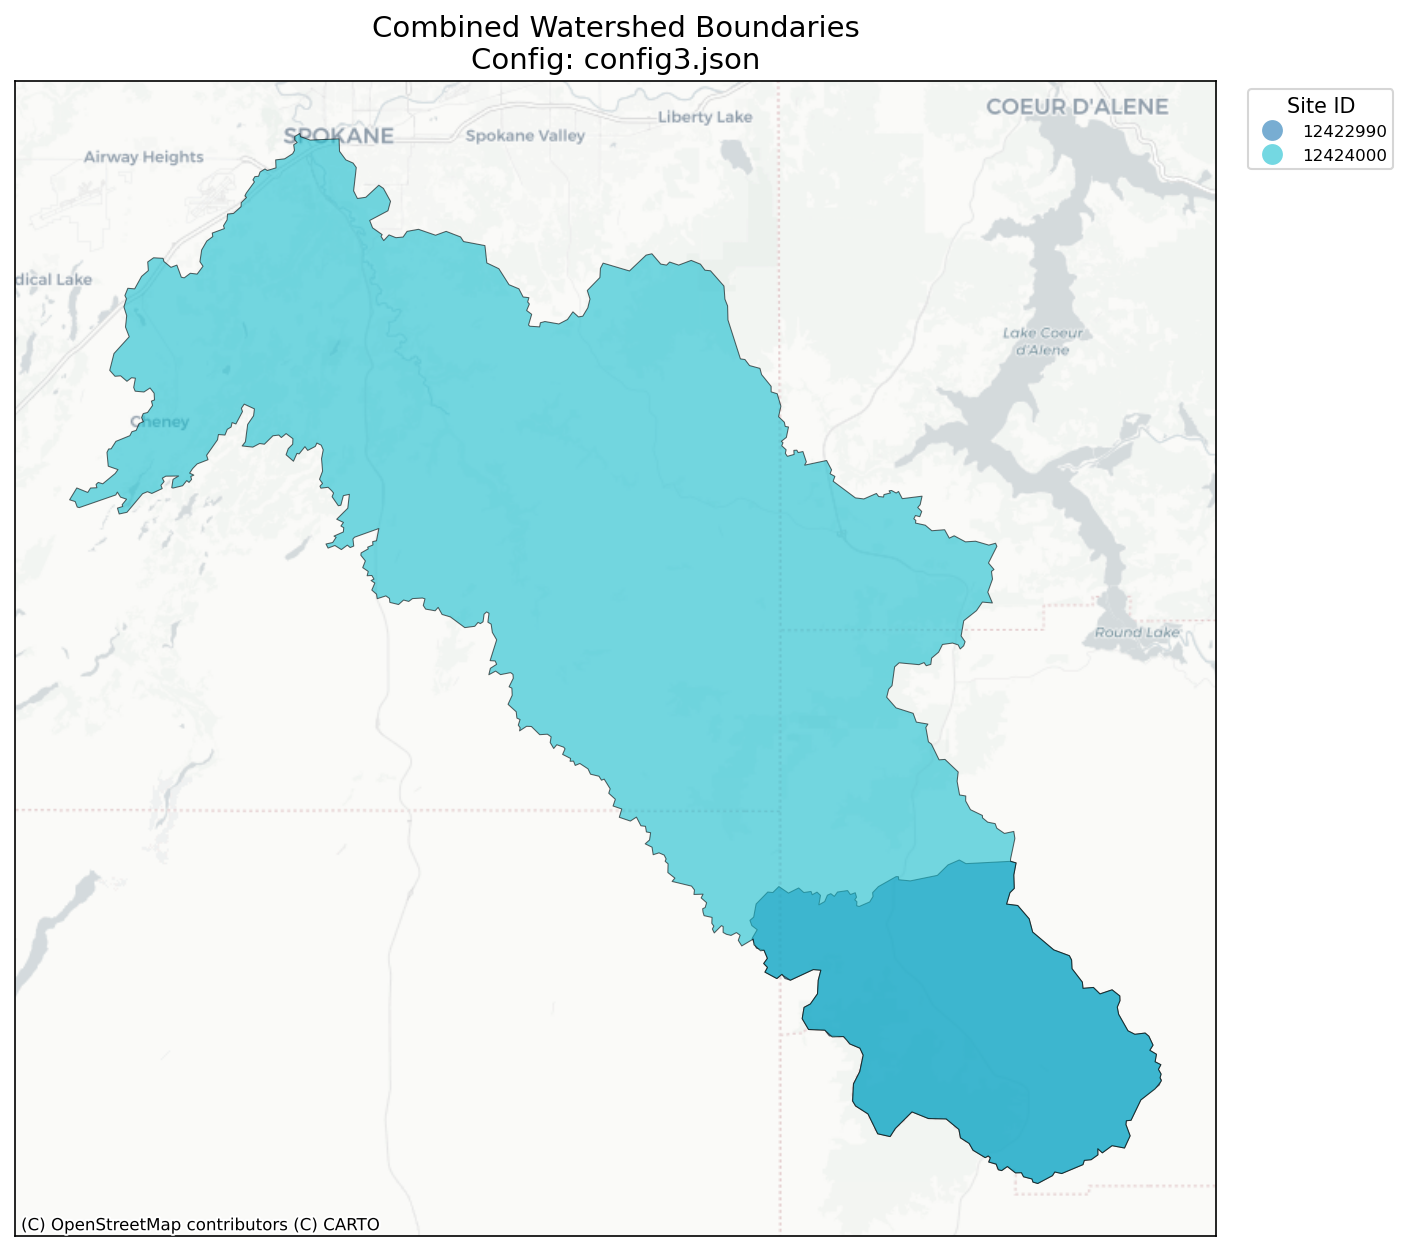 Combined Watershed Boundaries
Config: config3.json
COEUR D'ALENE
Liberty Lake
SPOKANE
Spokane Valley
Airway Heights
dical Lake
Lake Coeur
d'Alene
Cheney
Round Lake
(C) OpenStreetMap contributors (C) CARTO
Site ID
12422990
12424000